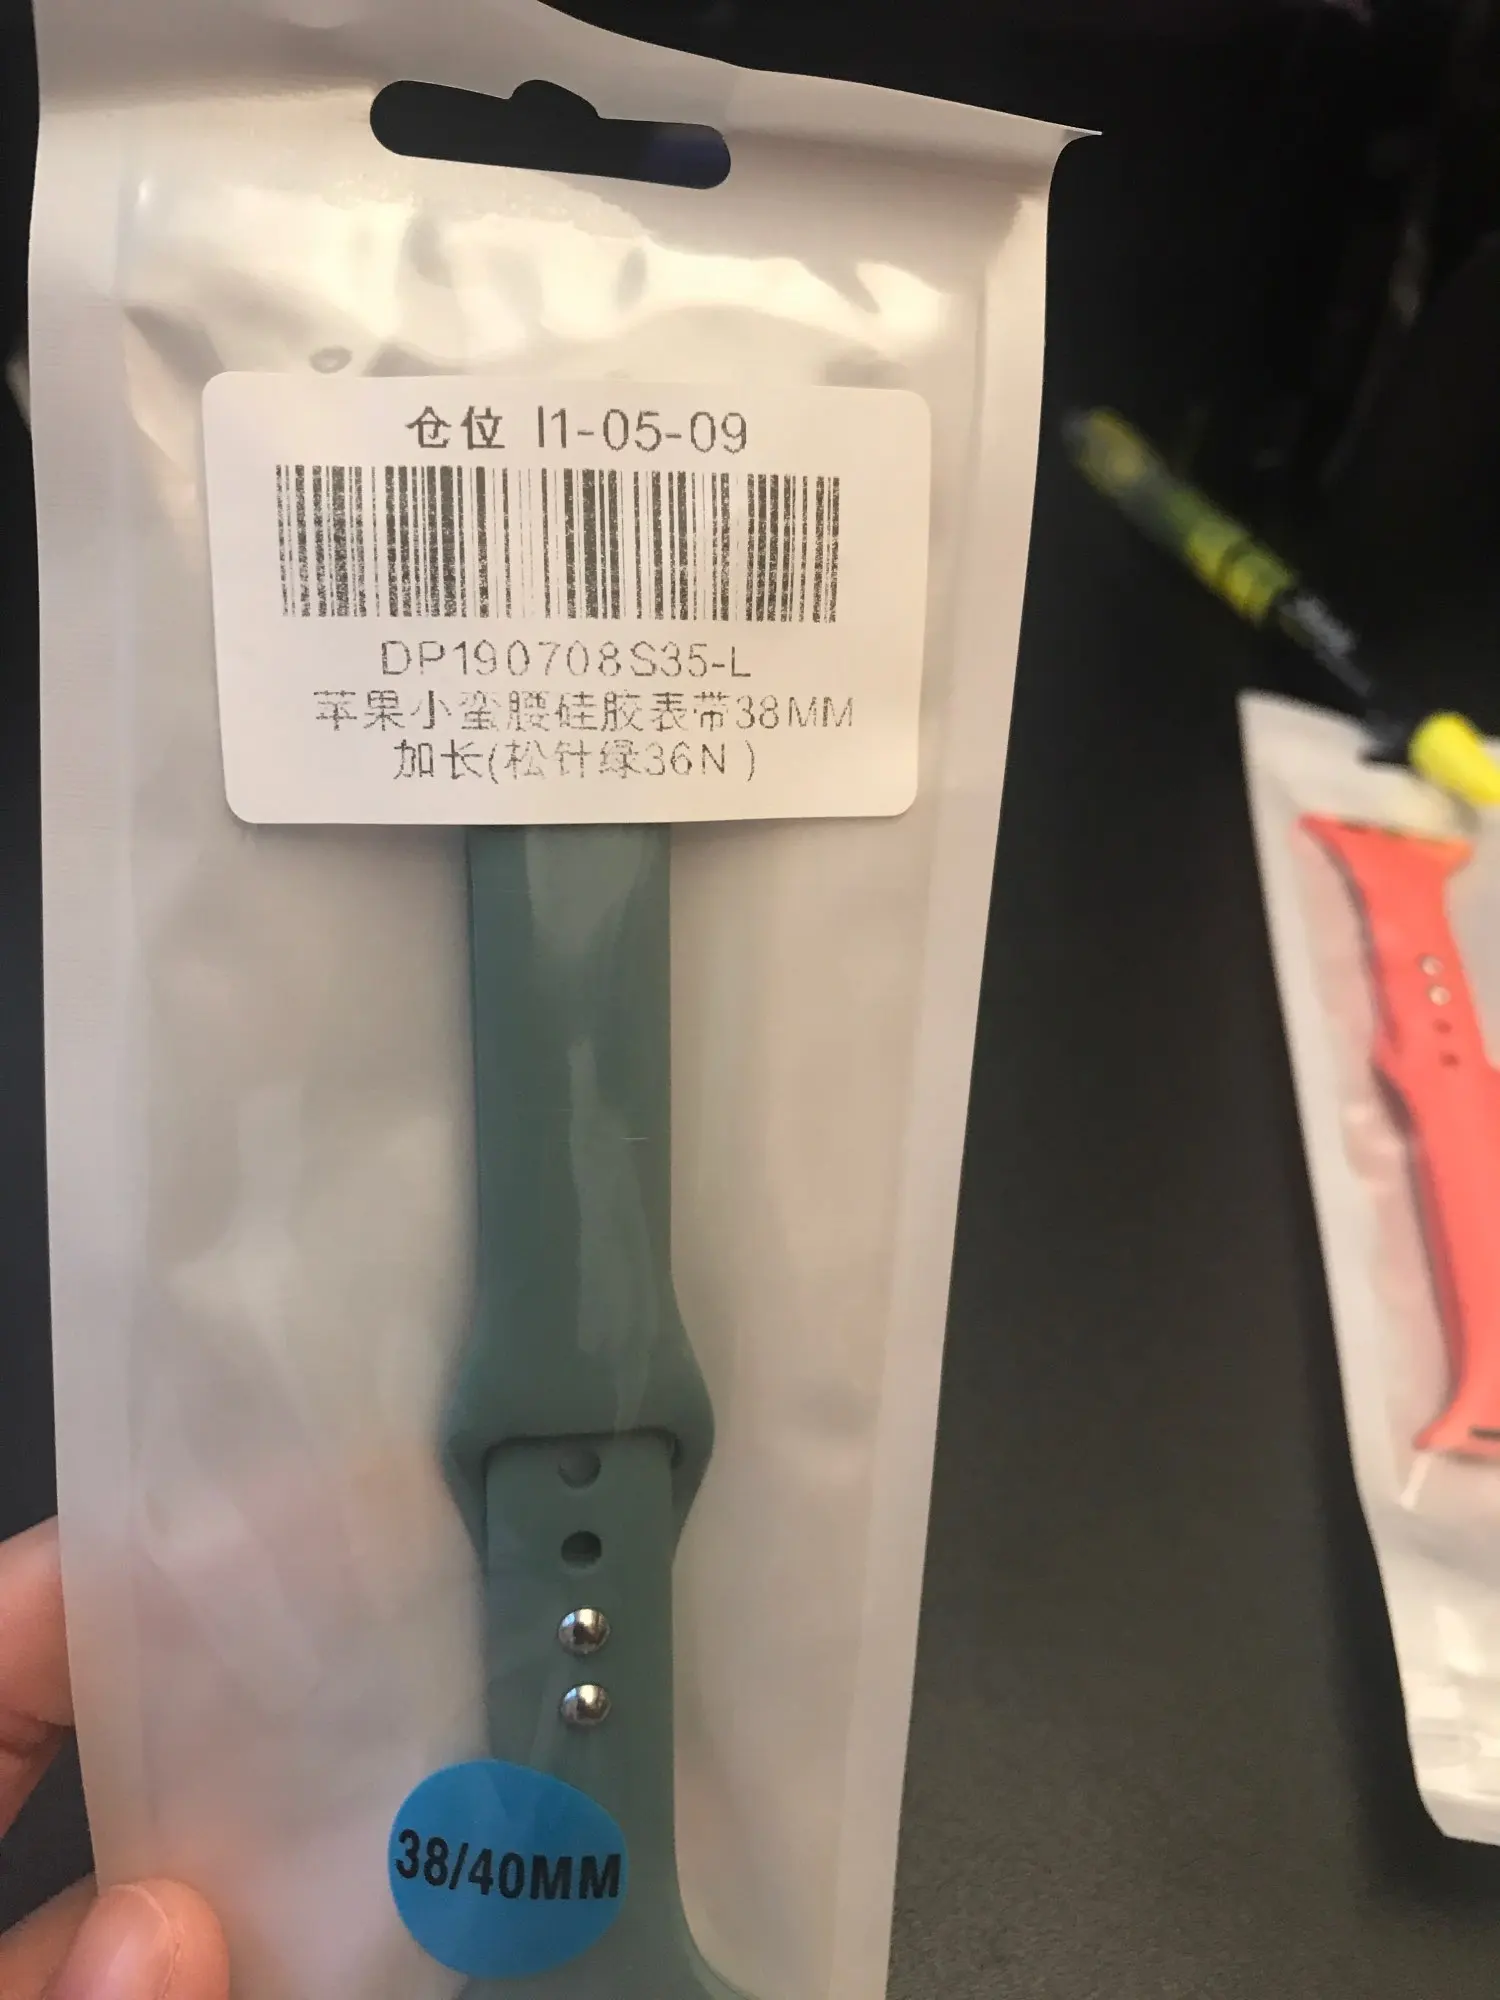 仓位 I1-05-09
DP190708S35-L
苹果小蛮腰硅胶表带38MM
加长(松针绿36N )
38/40MM